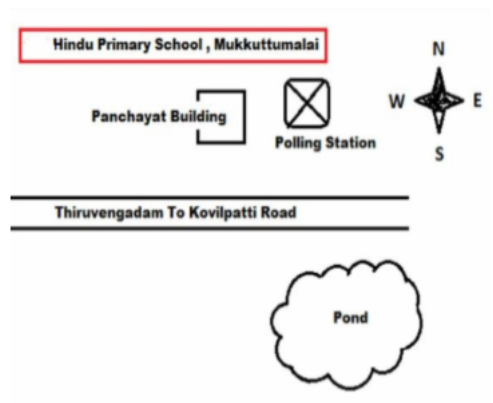 Hindu Primary School , Mukkuttumalai
N
W
E
S
Panchayat Building
Polling Station
Thiruvengadam To Kovilpatti Road
Pond